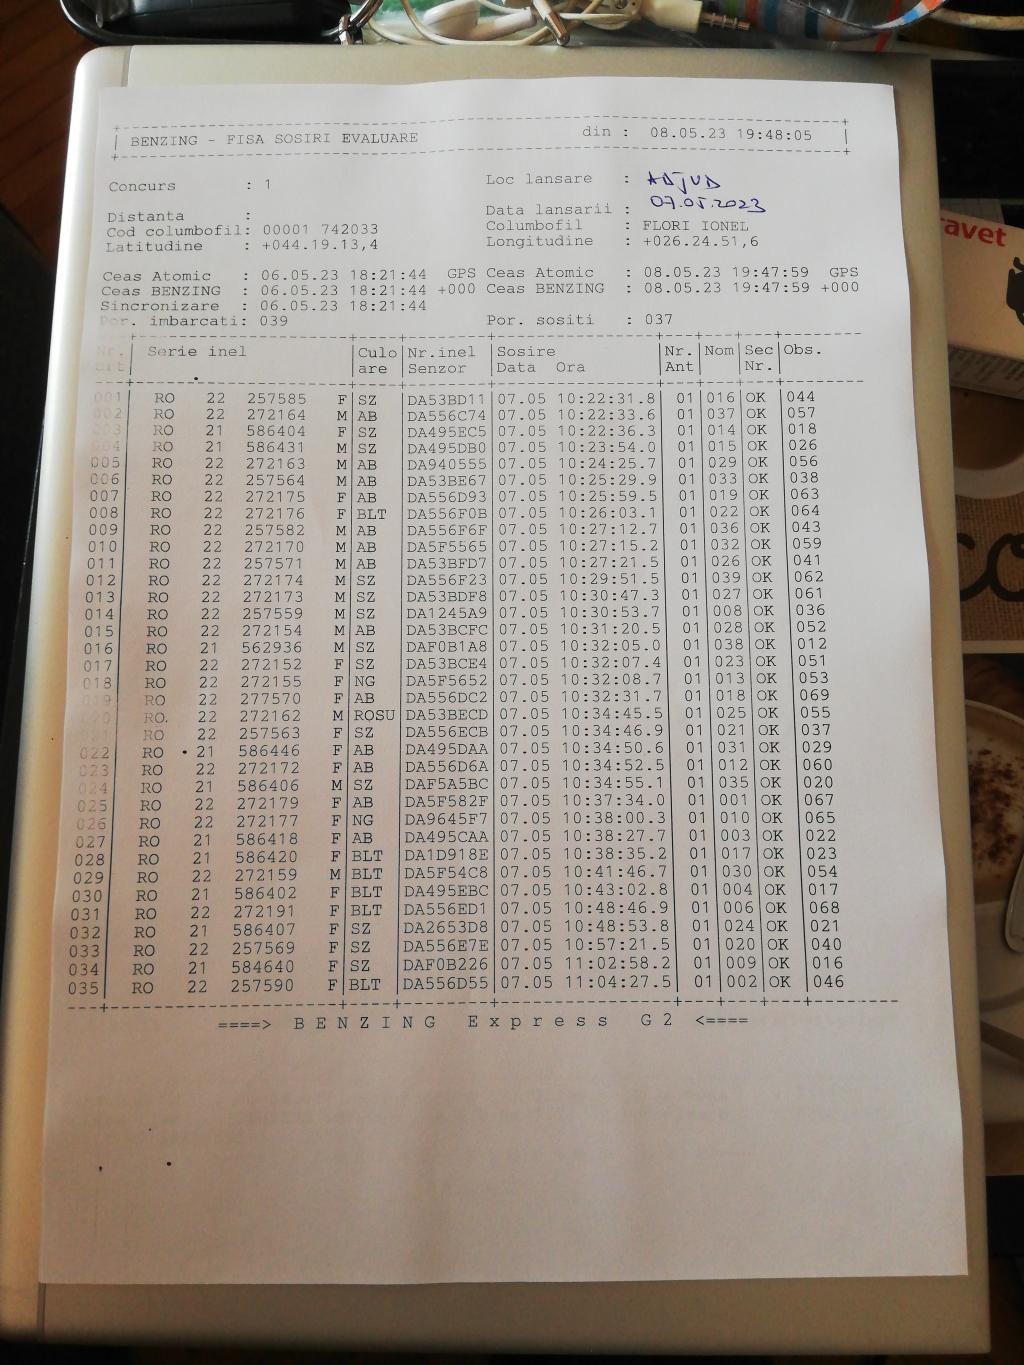 BENZING - FISA SOSIRI EVALUARE din : 08.05.23 19:48:05
Concurs : 1 Loc lansare : ADJUD
Distanta : Data lansarii : 07.05.2023
Cod columbofil: 00001 742033 Columbofil : FLORI IONEL
Latitudine : +044.19.13,4 Longitudine : +026.24.51,6
Ceas Atomic : 06.05.23 18:21:44 GPS Ceas Atomic : 08.05.23 19:47:59 GPS
Ceas BENZING : 06.05.23 18:21:44 +000 Ceas BENZING : 08.05.23 19:47:59 +000
Sincronizare : 06.05.23 18:21:44
Por. imbarcati: 039 Por. sositi : 037
Nr. Serie inel Culo Nr.inel Sosire Nr. Nom Sec Obs.
crt are Senzor Data Ora Ant Nr.
001 RO 22 257585 F SZ DA53BD11 07.05 10:22:31.8 01 016 OK 044
002 RO 22 272164 M AB DA556C74 07.05 10:22:33.6 01 037 OK 057
003 RO 21 586404 F SZ DA495EC5 07.05 10:22:36.3 01 014 OK 018
004 RO 21 586431 M SZ DA495DB0 07.05 10:23:54.0 01 015 OK 026
005 RO 22 272163 M AB DA940555 07.05 10:24:25.7 01 029 OK 056
006 RO 22 257564 M AB DA53BE67 07.05 10:25:29.9 01 033 OK 038
007 RO 22 272175 F AB DA556D93 07.05 10:25:59.5 01 019 OK 063
008 RO 22 272176 F BLT DA556F0B 07.05 10:26:03.1 01 022 OK 064
009 RO 22 257582 M AB DA556F6F 07.05 10:27:12.7 01 036 OK 043
010 RO 22 272170 M AB DA5F5565 07.05 10:27:15.2 01 032 OK 059
011 RO 22 257571 M AB DA53BFD7 07.05 10:27:21.5 01 026 OK 041
012 RO 22 272174 M SZ DA556F23 07.05 10:29:51.5 01 039 OK 062
013 RO 22 272173 M SZ DA53BDF8 07.05 10:30:47.3 01 027 OK 061
014 RO 22 257559 M SZ DA1245A9 07.05 10:30:53.7 01 008 OK 036
015 RO 22 272154 M AB DA53BCFC 07.05 10:31:20.5 01 028 OK 052
016 RO 21 562936 M SZ DAF0B1A8 07.05 10:32:05.0 01 038 OK 012
017 RO 22 272152 F SZ DA53BCE4 07.05 10:32:07.4 01 023 OK 051
018 RO 22 272155 F NG DA5F5652 07.05 10:32:08.7 01 013 OK 053
019 RO 22 277570 F AB DA556DC2 07.05 10:32:31.7 01 018 OK 069
020 RO. 22 272162 M ROSU DA53BECD 07.05 10:34:45.5 01 025 OK 055
021 RO 22 257563 F SZ DA556ECB 07.05 10:34:46.9 01 021 OK 037
022 RO 21 586446 F AB DA495DAA 07.05 10:34:50.6 01 031 OK 029
023 RO 22 272172 F AB DA556D6A 07.05 10:34:52.5 01 012 OK 060
024 RO 21 586406 M SZ DAF5A5BC 07.05 10:34:55.1 01 035 OK 020
025 RO 22 272179 F AB DA5F582F 07.05 10:37:34.0 01 001 OK 067
026 RO 22 272177 F NG DA9645F7 07.05 10:38:00.3 01 010 OK 065
027 RO 21 586418 F AB DA495CAA 07.05 10:38:27.7 01 003 OK 022
028 RO 21 586420 F BLT DA1D918E 07.05 10:38:35.2 01 017 OK 023
029 RO 22 272159 M BLT DA5F54C8 07.05 10:41:46.7 01 030 OK 054
030 RO 21 586402 F BLT DA495EBC 07.05 10:43:02.8 01 004 OK 017
031 RO 22 272191 F BLT DA556ED1 07.05 10:48:46.9 01 006 OK 068
032 RO 21 586407 F SZ DA2653D8 07.05 10:48:53.8 01 024 OK 021
033 RO 22 257569 F SZ DA556E7E 07.05 10:57:21.5 01 020 OK 040
034 RO 21 584640 F SZ DAF0B226 07.05 11:02:58.2 01 009 OK 016
035 RO 22 257590 F BLT DA556D55 07.05 11:04:27.5 01 002 OK 046
====> BENZING Express G2 <====